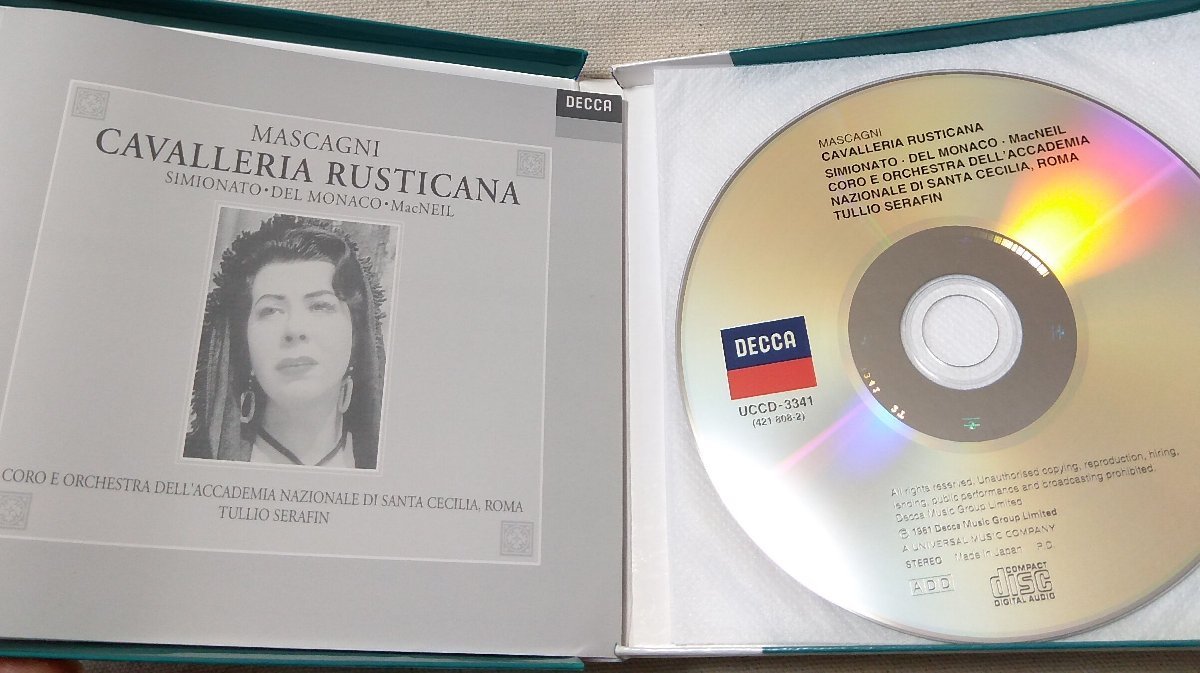 DECCA
MASCAGNI
CAVALLERIA RUSTICANA
SIMIONATO • DEL MONACO • MacNEIL
CORO E ORCHESTRA DELL'ACCADEMIA NAZIONALE DI SANTA CECILIA, ROMA
TULLIO SERAFIN
MASCAGNI
CAVALLERIA RUSTICANA
SIMIONATO · DEL MONACO · MacNEIL
CORO E ORCHESTRA DELL'ACCADEMIA
NAZIONALE DI SANTA CECILIA, ROMA
TULLIO SERAFIN
DECCA
UCCD-3341
(421 808-2)
All rights reserved. Unauthorised copying, reproduction, hiring,
lending, public performance and broadcasting prohibited.
Decca Music Group Limited
℗ 1961 Decca Music Group Limited
A UNIVERSAL MUSIC COMPANY
STEREO Made in Japan P.O.
ADD
COMPACT
disc
DIGITAL AUDIO